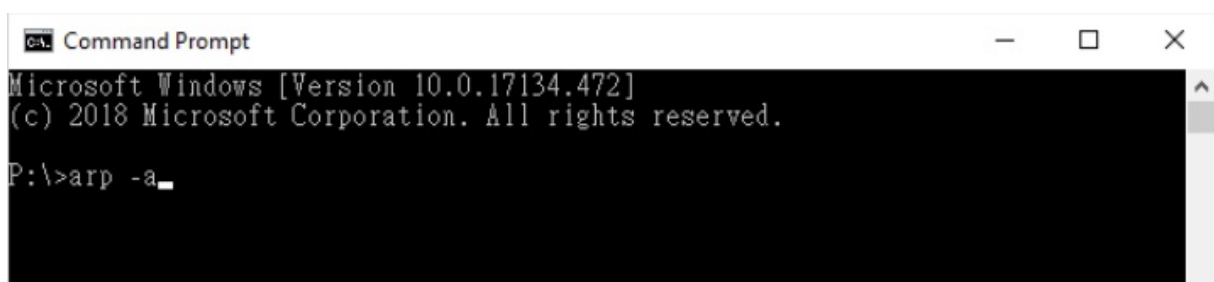 Command Prompt
Microsoft Windows [Version 10.0.17134.472]
(c) 2018 Microsoft Corporation. All rights reserved.
P:\>arp -a